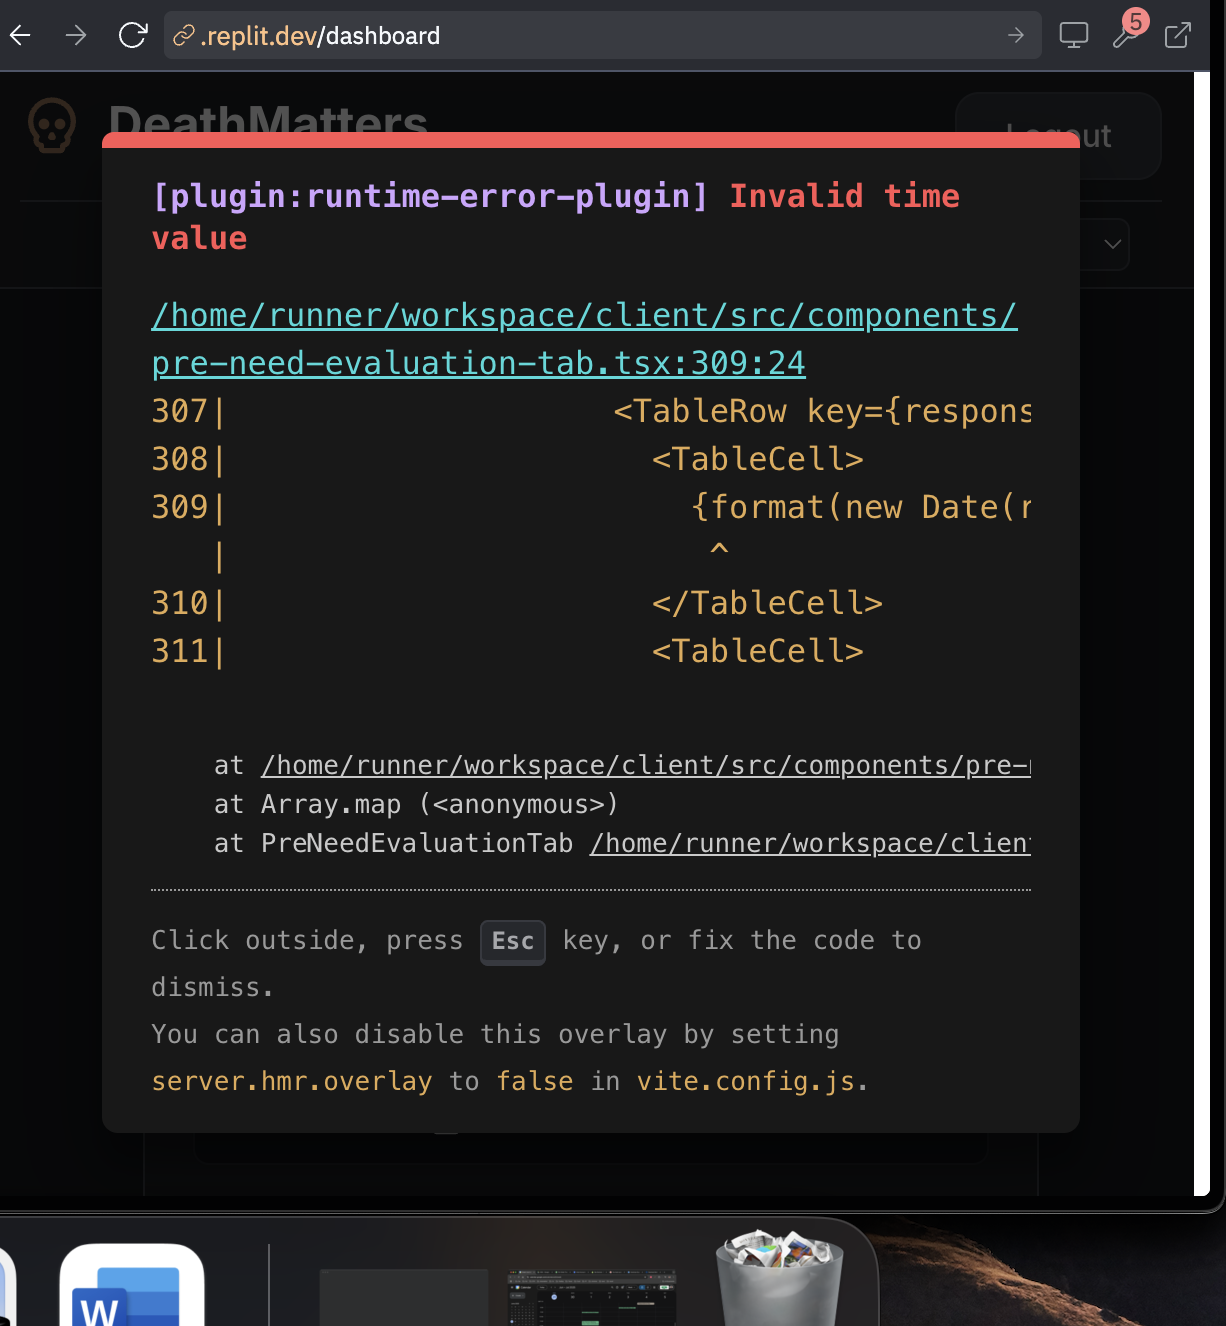 .replit.dev/dashboard
5
DeathMatters
Logout
[plugin:runtime-error-plugin] Invalid time
value
/home/runner/workspace/client/src/components/
pre-need-evaluation-tab.tsx:309:24
307|                    <TableRow key={respons
308|                      <TableCell>
309|                        {format(new Date(r
   |                         ^
310|                      </TableCell>
311|                      <TableCell>
at /home/runner/workspace/client/src/components/pre-
at Array.map (<anonymous>)
at PreNeedEvaluationTab /home/runner/workspace/client
Click outside, press Esc key, or fix the code to
dismiss.
You can also disable this overlay by setting
server.hmr.overlay to false in vite.config.js.
W